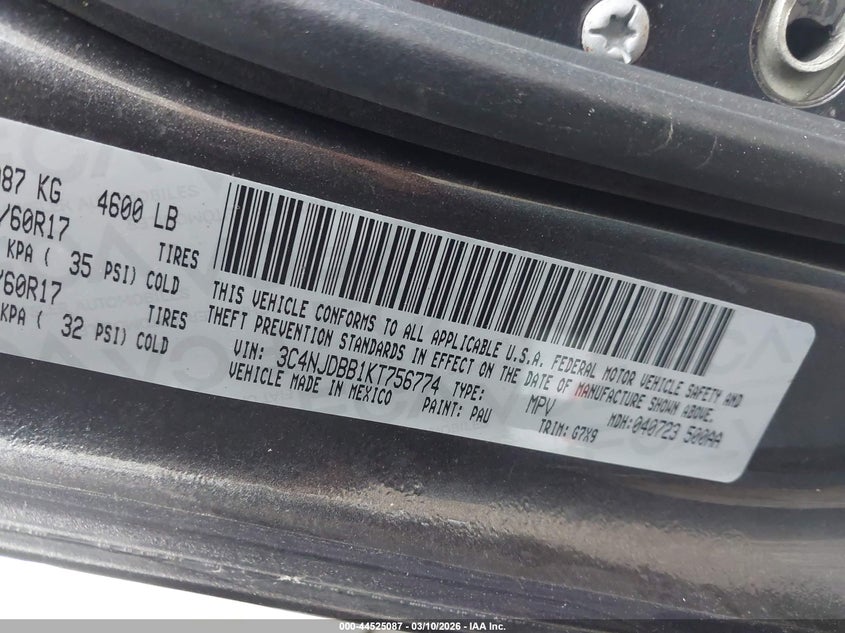 087 KG 4600 LB
/60R17 TIRES
KPA ( 35 PSI) COLD
/60R17 TIRES
KPA ( 32 PSI) COLD
THIS VEHICLE CONFORMS TO ALL APPLICABLE U.S.A. FEDERAL MOTOR VEHICLE SAFETY AND
THEFT PREVENTION STANDARDS IN EFFECT ON THE DATE OF MANUFACTURE SHOWN ABOVE.
VIN: 3C4NJDBB1KT756774 TYPE: MPV MDH:040723 500AA
VEHICLE MADE IN MEXICO PAINT: PAU TRIM: G7X9
000-44525087 - 03/10/2026 - IAA Inc.